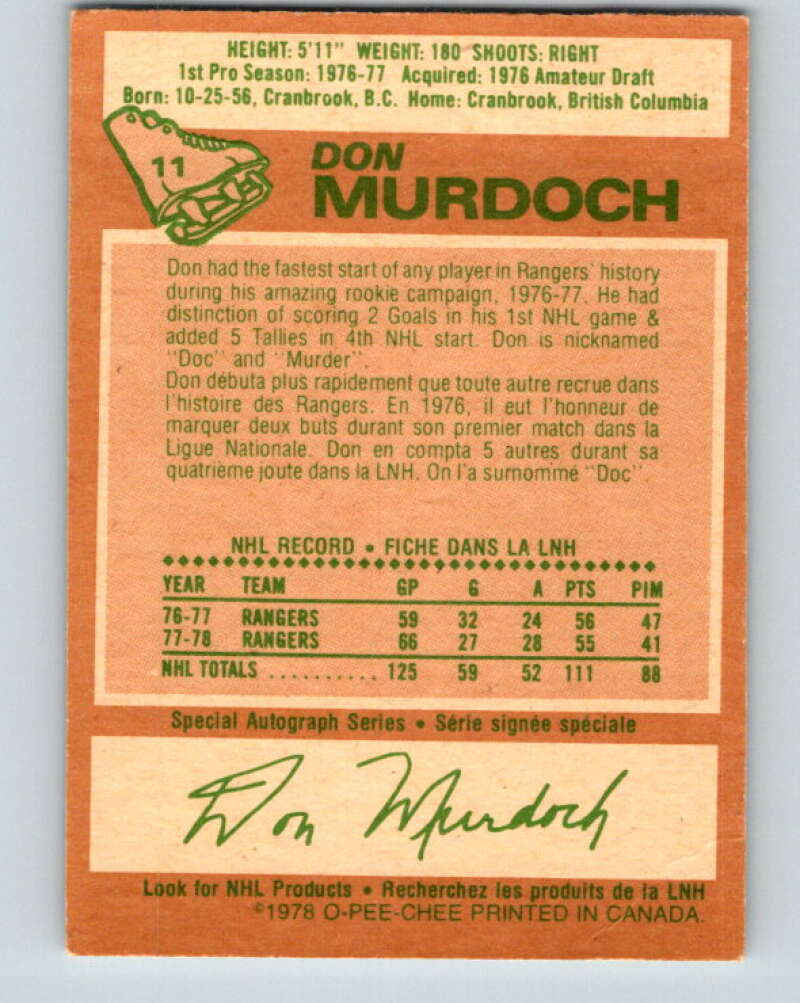 HEIGHT: 5'11" WEIGHT: 180 SHOOTS: RIGHT
1st Pro Season: 1976-77 Acquired: 1976 Amateur Draft
Born: 10-25-56, Cranbrook, B.C. Home: Cranbrook, British Columbia
11
DON
MURDOCH
Don had the fastest start of any player in Rangers' history
during his amazing rookie campaign, 1976-77. He had
distinction of scoring 2 Goals in his 1st NHL game &
added 5 Tallies in 4th NHL start. Don is nicknamed
"Doc" and "Murder".
Don débuta plus rapidement que toute autre recrue dans
l'histoire des Rangers. En 1976, il eut l'honneur de
marquer deux buts durant son premier match dans la
Ligue Nationale. Don en compta 5 autres durant sa
quatrième joute dans la LNH. On l'a surnommé "Doc".
NHL RECORD • FICHE DANS LA LNH
YEAR TEAM GP G A PTS PIM
76-77 RANGERS 59 32 24 56 47
77-78 RANGERS 66 27 28 55 41
NHL TOTALS .......... 125 59 52 111 88
Special Autograph Series • Série signée spéciale
Don Murdoch
Look for NHL Products • Recherchez les produits de la LNH
©1978 O-PEE-CHEE PRINTED IN CANADA.